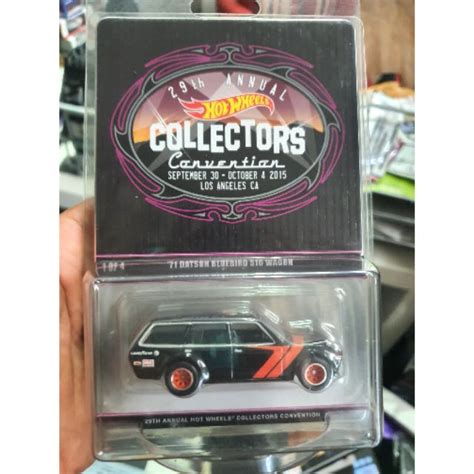 29th ANNUAL
Hot Wheels
COLLECTORS
Convention
SEPTEMBER 30 - OCTOBER 4 2015
LOS ANGELES CA
1 OF 4
'71 DATSUN BLUEBIRD 510 WAGON
GOODYEAR
29TH ANNUAL HOT WHEELS® COLLECTORS CONVENTION